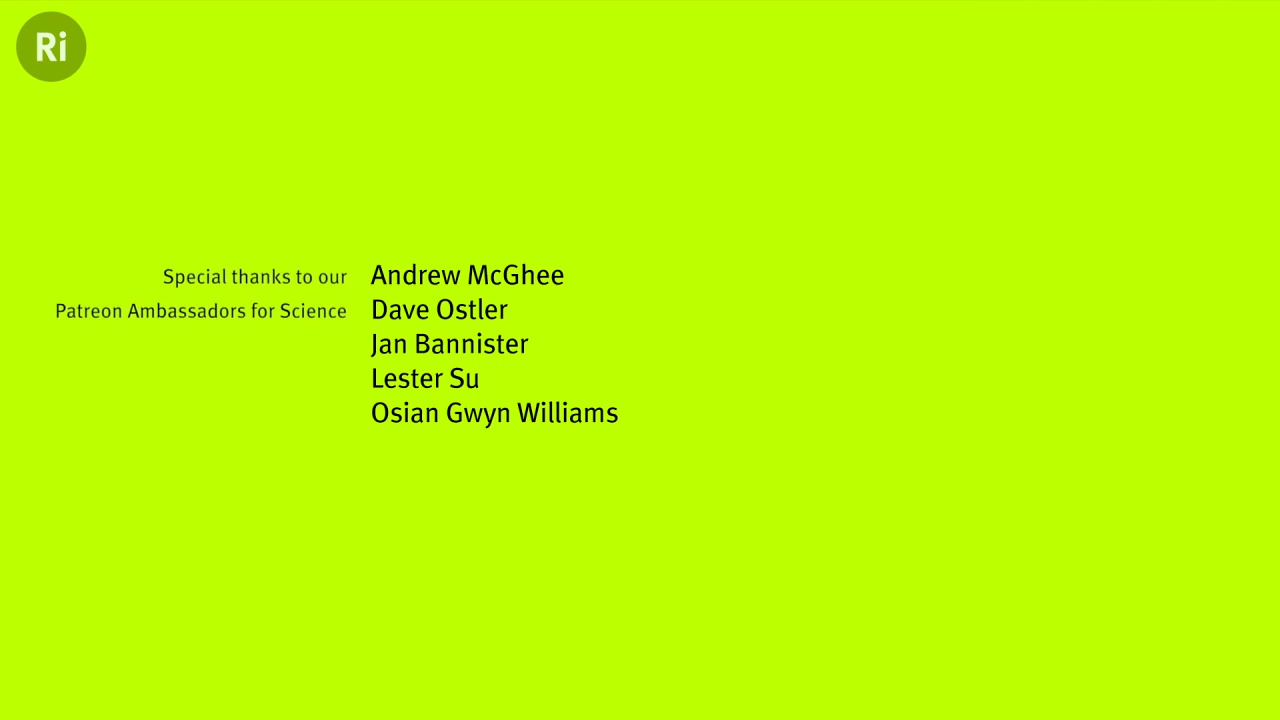 Ri
Special thanks to our Andrew McGhee
Patreon Ambassadors for Science Dave Ostler
Jan Bannister
Lester Su
Osian Gwyn Williams